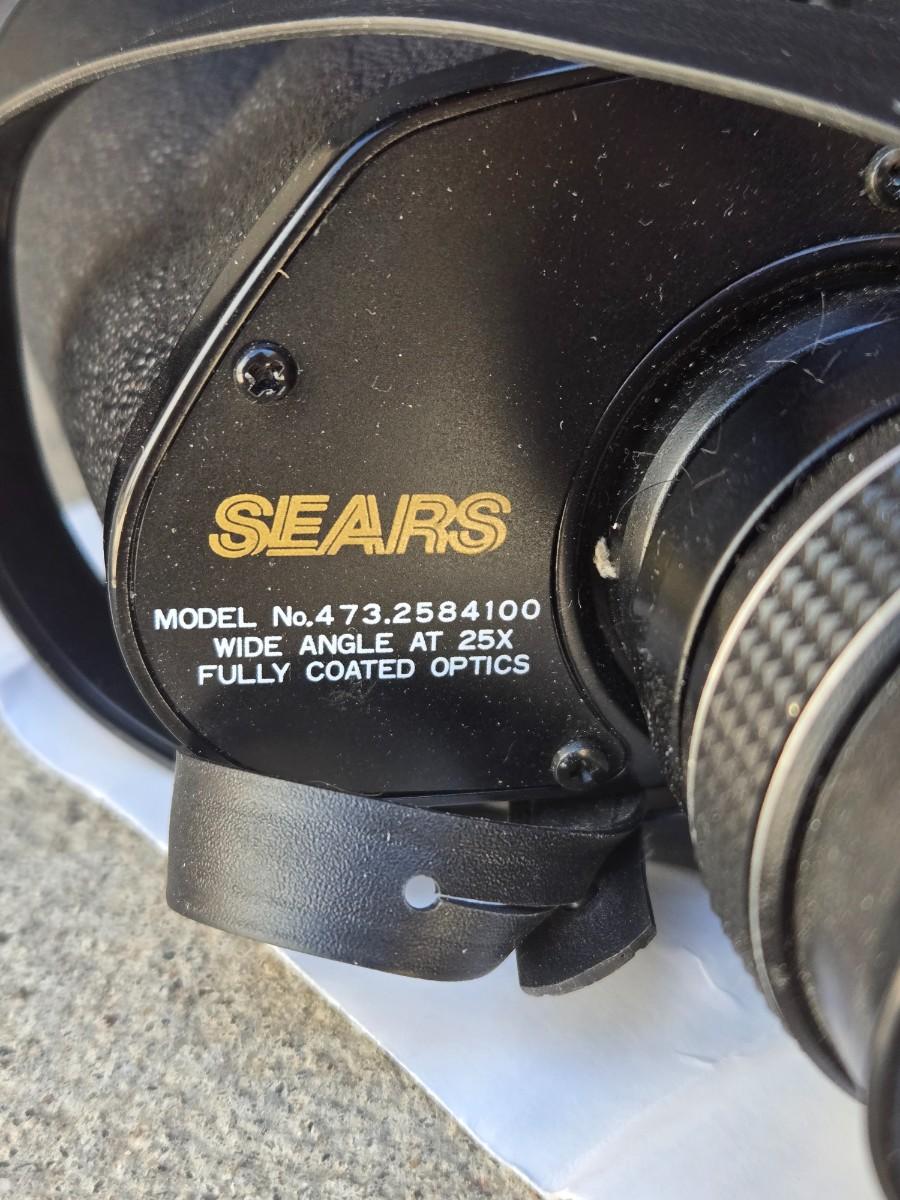 SEARS
MODEL No.473.2584100
WIDE ANGLE AT 25X
FULLY COATED OPTICS